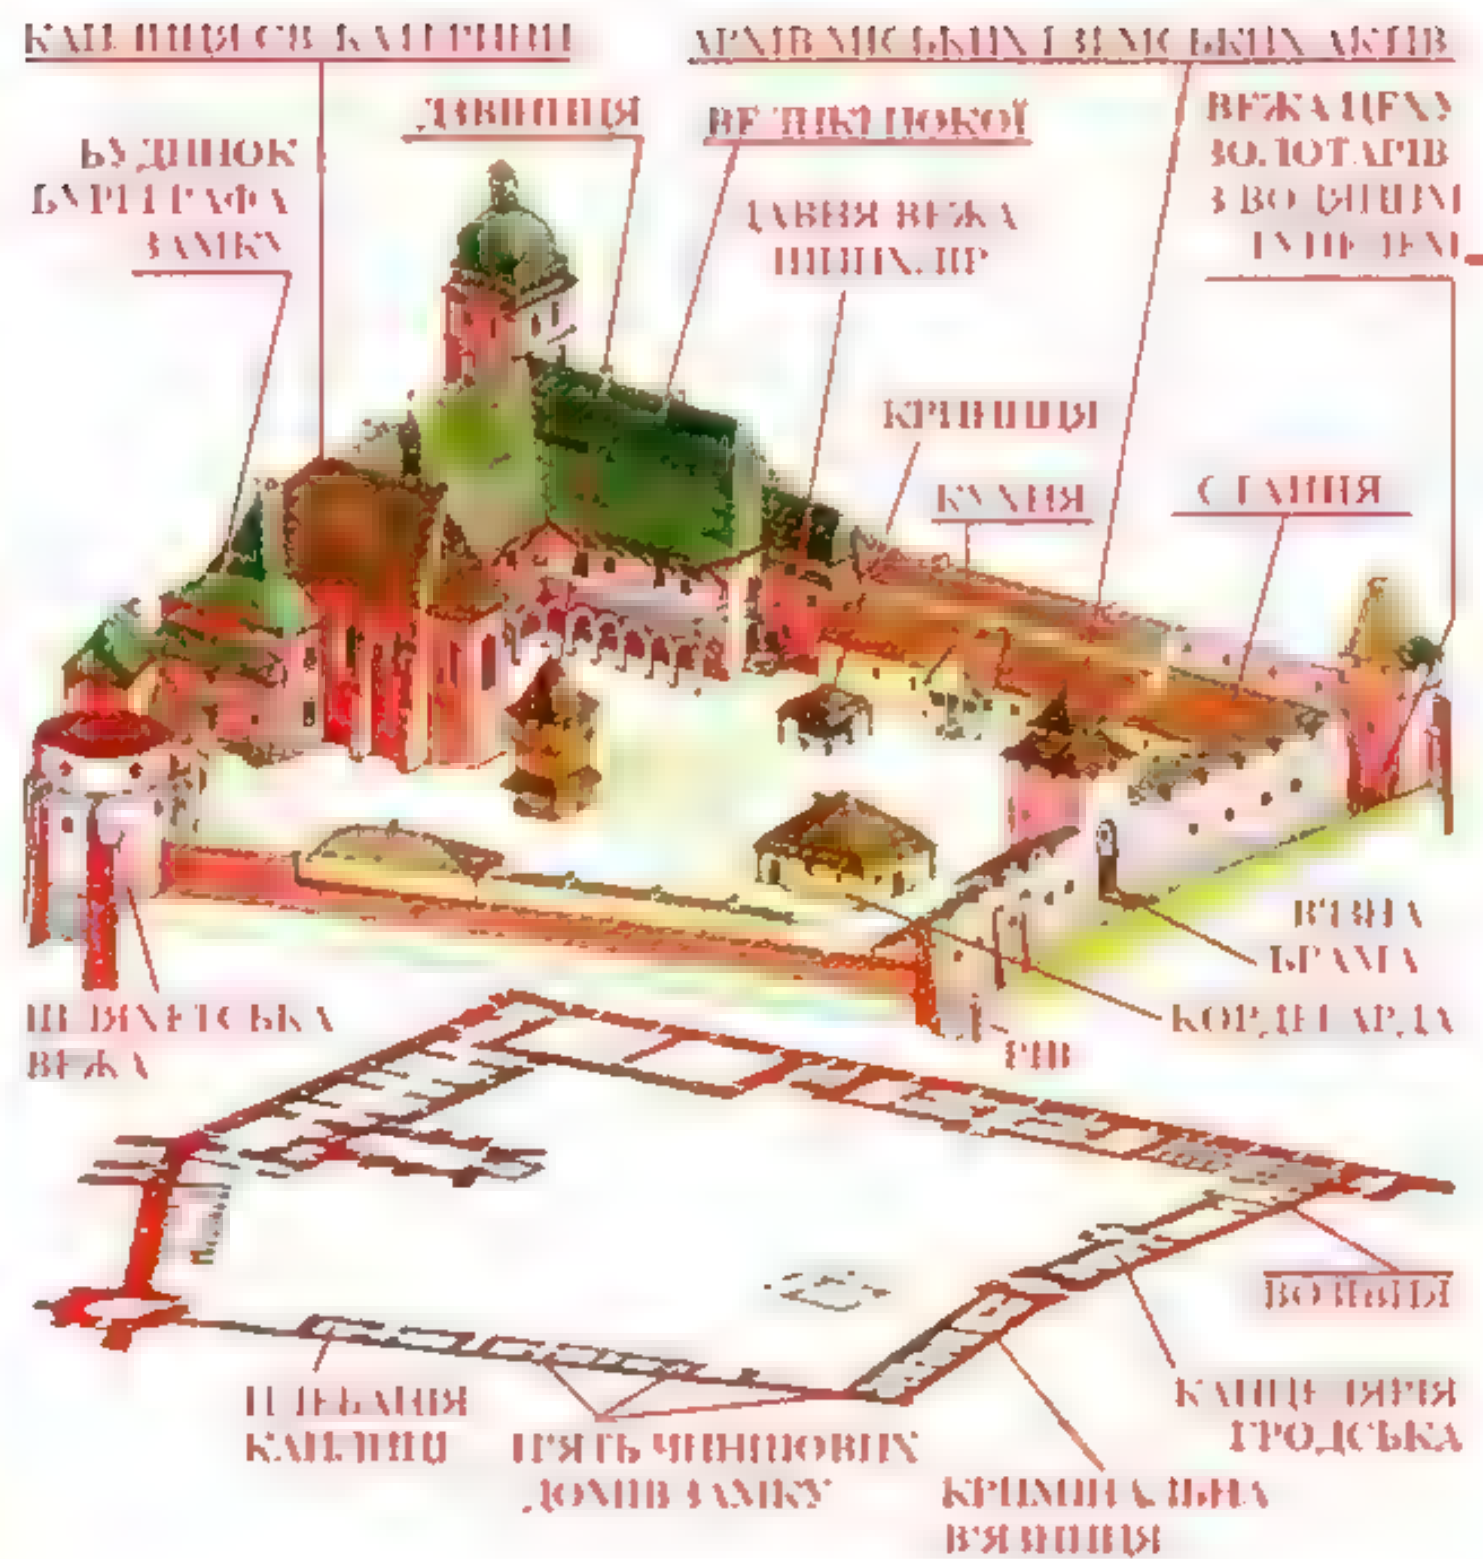 КАПЛИЦЯ СВ. КАТЕРИНИ
АРХІВ МІСЬКИХ І ЗЕМСЬКИХ АКТІВ
ДЗВІНИЦЯ
ВЕЛИКІ ПОКОЇ
ВЕЖА ЦЕХУ
ЗОЛОТАРІВ
З ВОДЯНИМ
БУДИНОК
БУРГГРАФА
ЗАМКУ
ДАВНЯ ВЕЖА
КРИНИЦЯ
КУХНЯ
СТАЙНЯ
В'ЇЗНА
БРАМА
КОРДЕГАРДА
РІВ
ШЛЯХЕТСЬКА
ВЕЖА
ВОЗІВНЯ
КАНЦЕЛЯРІЯ
ГРОДСЬКА
ПЛЕБАНІЯ
КАПЛИЦІ
П'ЯТЬ ЧИНШОВИХ
ДОМІВ ЗАМКУ
КРИМІНАЛЬНА
В'ЯЗНИЦЯ